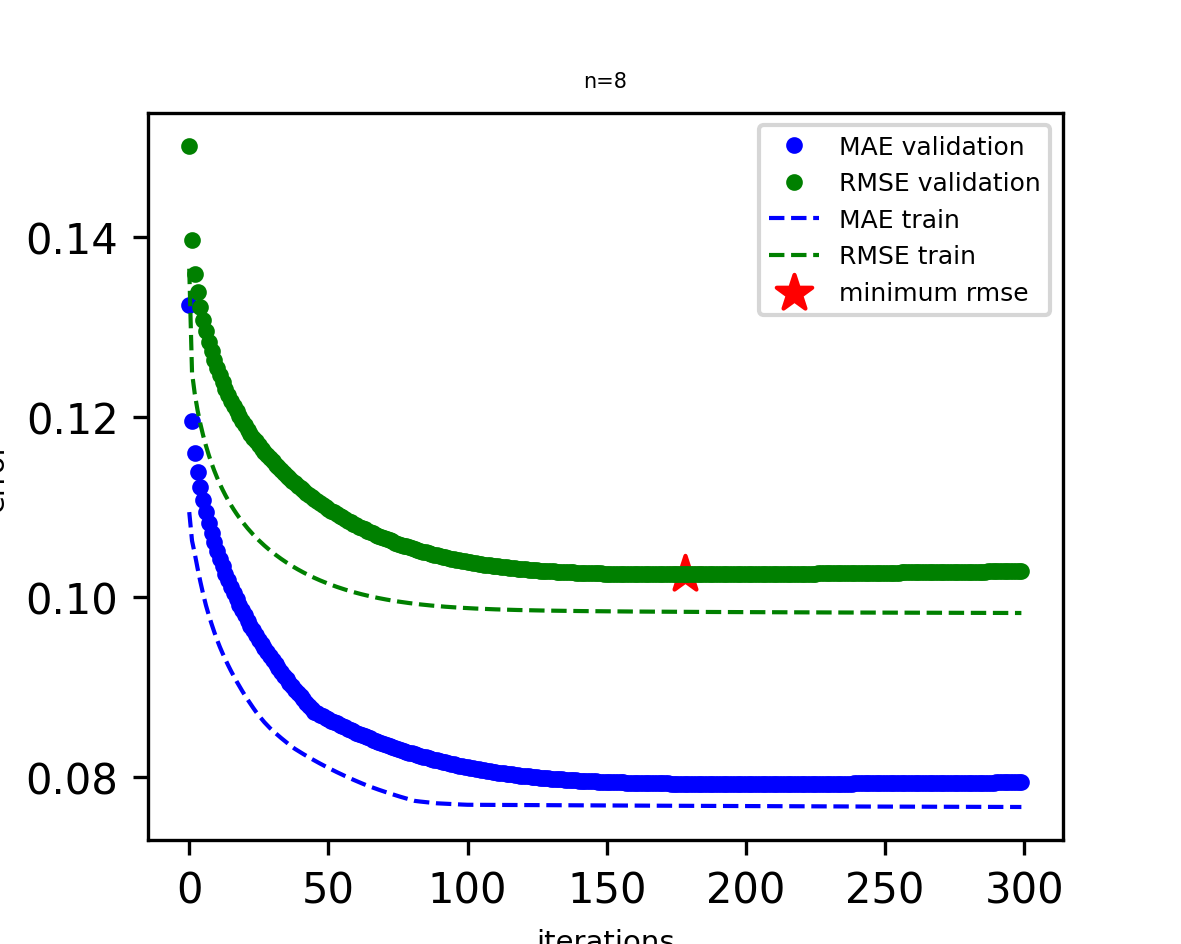 n=8
MAE validation
RMSE validation
MAE train
RMSE train
minimum rmse
0.14
0.12
0.10
0.08
0 50 100 150 200 250 300
iterations